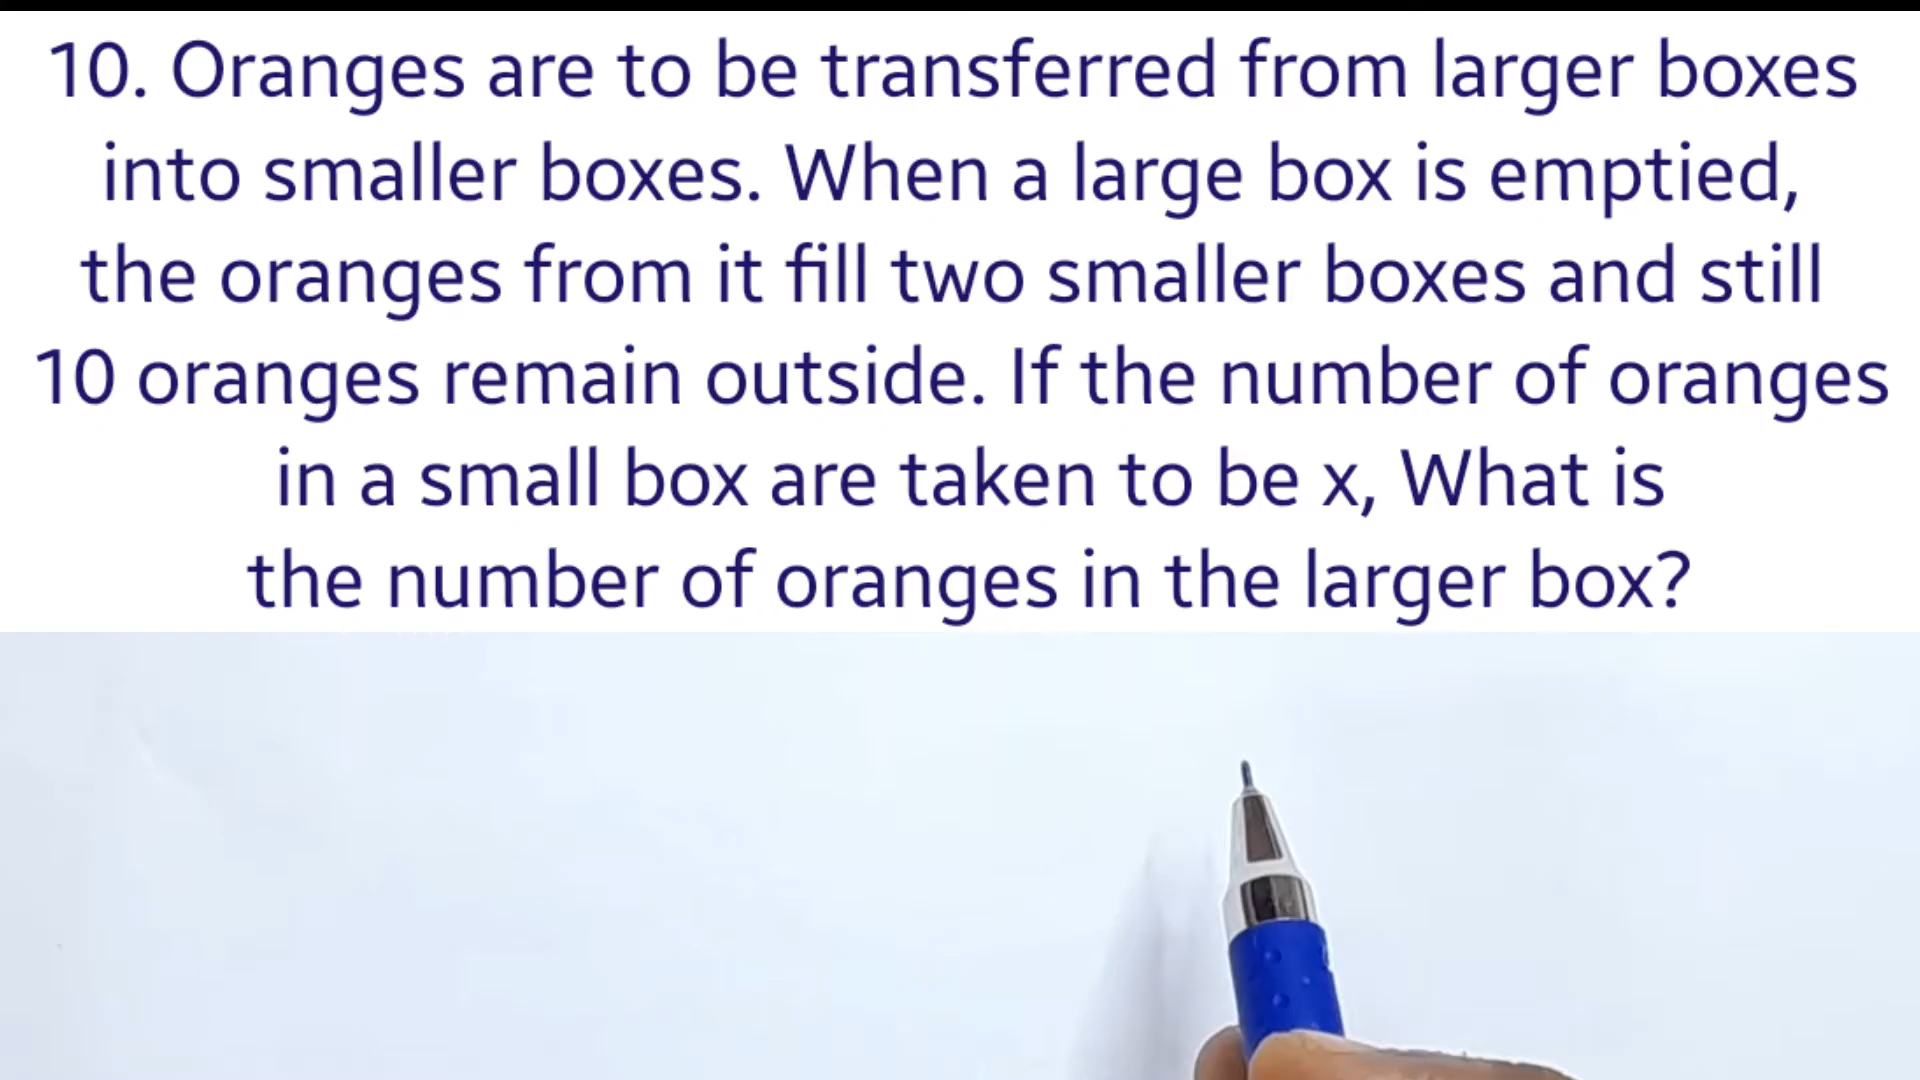 10. Oranges are to be transferred from larger boxes
into smaller boxes. When a large box is emptied,
the oranges from it fill two smaller boxes and still
10 oranges remain outside. If the number of oranges
in a small box are taken to be x, What is
the number of oranges in the larger box?